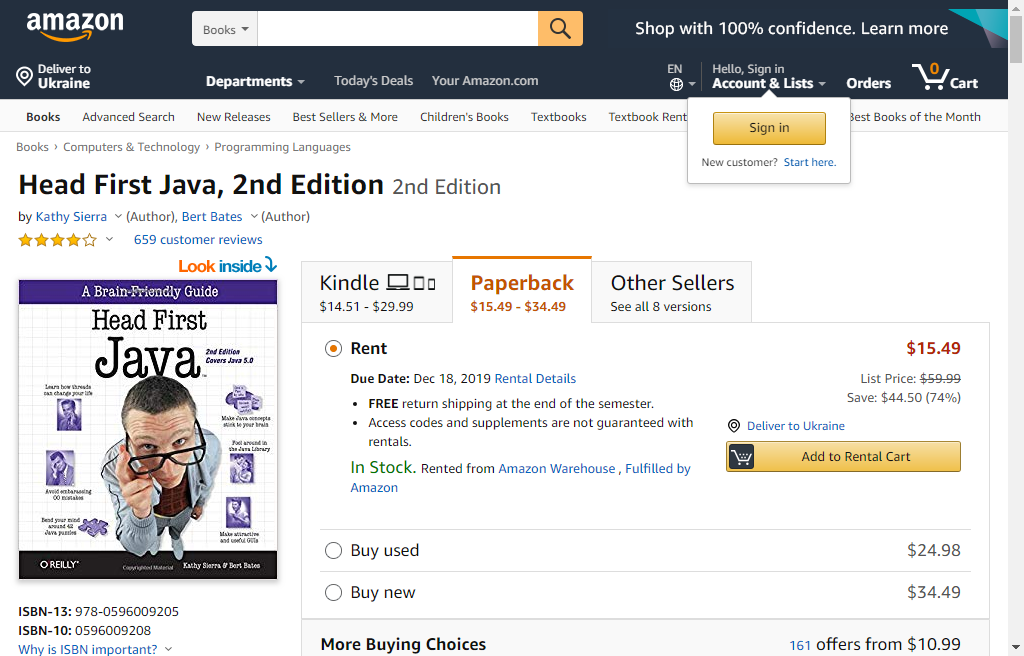 amazon
Books
Shop with 100% confidence. Learn more
Deliver to
Ukraine
Departments
Today's Deals
Your Amazon.com
EN
Hello, Sign in
Account & Lists
Orders
0
Cart
Books
Advanced Search
New Releases
Best Sellers & More
Children's Books
Textbooks
Textbook Rent
Best Books of the Month
Sign in
New customer? Start here.
Books › Computers & Technology › Programming Languages
Head First Java, 2nd Edition 2nd Edition
by Kathy Sierra (Author), Bert Bates (Author)
659 customer reviews
Look inside
A Brain-Friendly Guide
Head First
Java
2nd Edition
Covers Java 5.0
Learn how threads
can change your life
Make Java concepts
stick to your brain
Fool around in
the Java Library
Avoid embarassing
OO mistakes
Bend your mind
around 42
Java puzzles
Make attractive
and useful GUIs
O'REILLY
Copyrighted Material
Kathy Sierra & Bert Bates
ISBN-13: 978-0596009205
ISBN-10: 0596009208
Why is ISBN important?
Kindle
$14.51 - $29.99
Paperback
$15.49 - $34.49
Other Sellers
See all 8 versions
Rent
$15.49
Due Date: Dec 18, 2019 Rental Details
FREE return shipping at the end of the semester.
Access codes and supplements are not guaranteed with
rentals.
In Stock. Rented from Amazon Warehouse , Fulfilled by
Amazon
List Price: $59.99
Save: $44.50 (74%)
Deliver to Ukraine
Add to Rental Cart
Buy used
$24.98
Buy new
$34.49
More Buying Choices
161 offers from $10.99